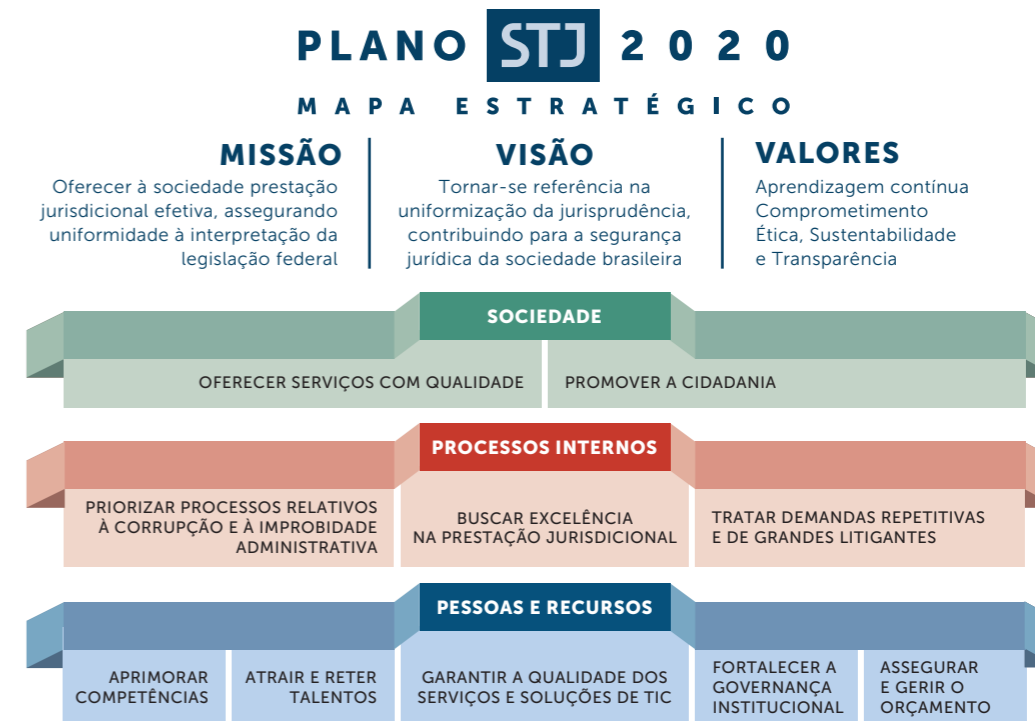 PLANO STJ 2020
MAPA ESTRATÉGICO
MISSÃO
Oferecer à sociedade prestação
jurisdicional efetiva, assegurando
uniformidade à interpretação da
legislação federal
VISÃO
Tornar-se referência na
uniformização da jurisprudência,
contribuindo para a segurança
jurídica da sociedade brasileira
VALORES
Aprendizagem contínua
Comprometimento
Ética, Sustentabilidade
e Transparência
SOCIEDADE
OFERECER SERVIÇOS COM QUALIDADE
PROMOVER A CIDADANIA
PROCESSOS INTERNOS
PRIORIZAR PROCESSOS RELATIVOS
À CORRUPÇÃO E À IMPROBIDADE
ADMINISTRATIVA
BUSCAR EXCELÊNCIA
NA PRESTAÇÃO JURISDICIONAL
TRATAR DEMANDAS REPETITIVAS
E DE GRANDES LITIGANTES
PESSOAS E RECURSOS
APRIMORAR
COMPETÊNCIAS
ATRAIR E RETER
TALENTOS
GARANTIR A QUALIDADE DOS
SERVIÇOS E SOLUÇÕES DE TIC
FORTALECER A
GOVERNANÇA
INSTITUCIONAL
ASSEGURAR
E GERIR O
ORÇAMENTO